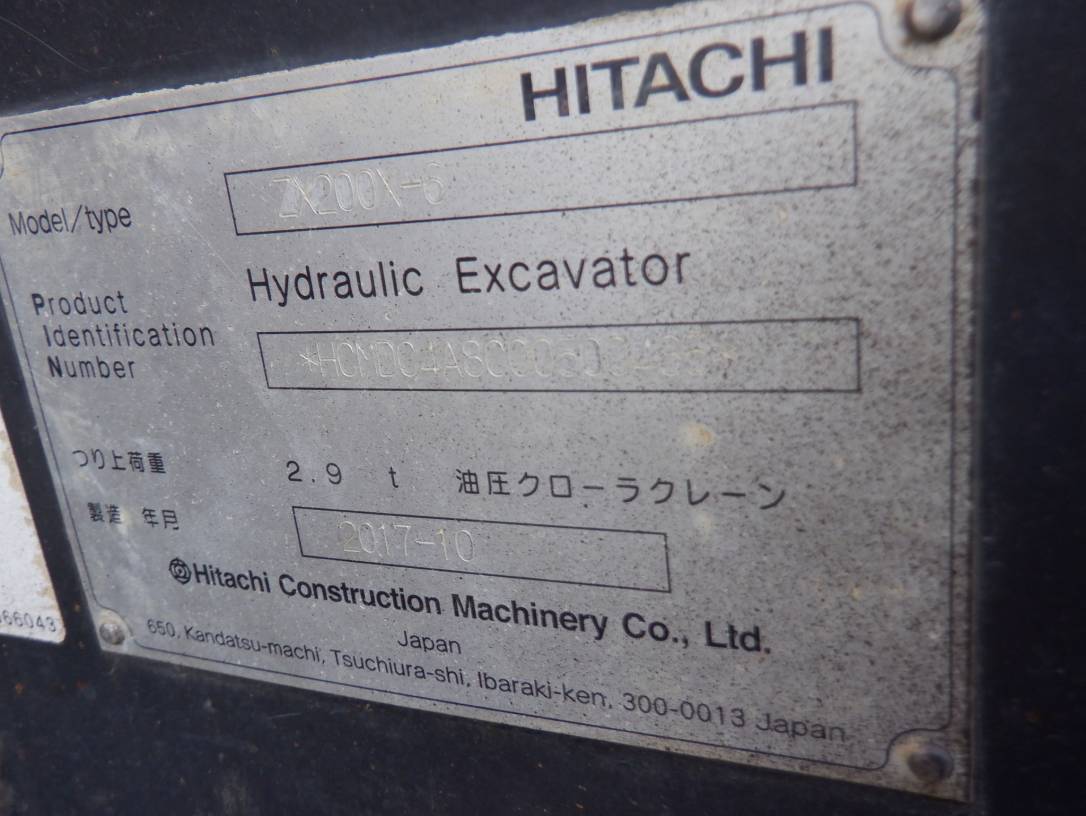 HITACHI
Model/type
ZX200X-6
Hydraulic Excavator
Product
Identification
Number
つり上荷重 2.9 t 油圧クローラクレーン
製造 年月 2017-10
Hitachi Construction Machinery Co., Ltd.
Japan
650, Kandatsu-machi, Tsuchiura-shi, Ibaraki-ken, 300-0013 Japan